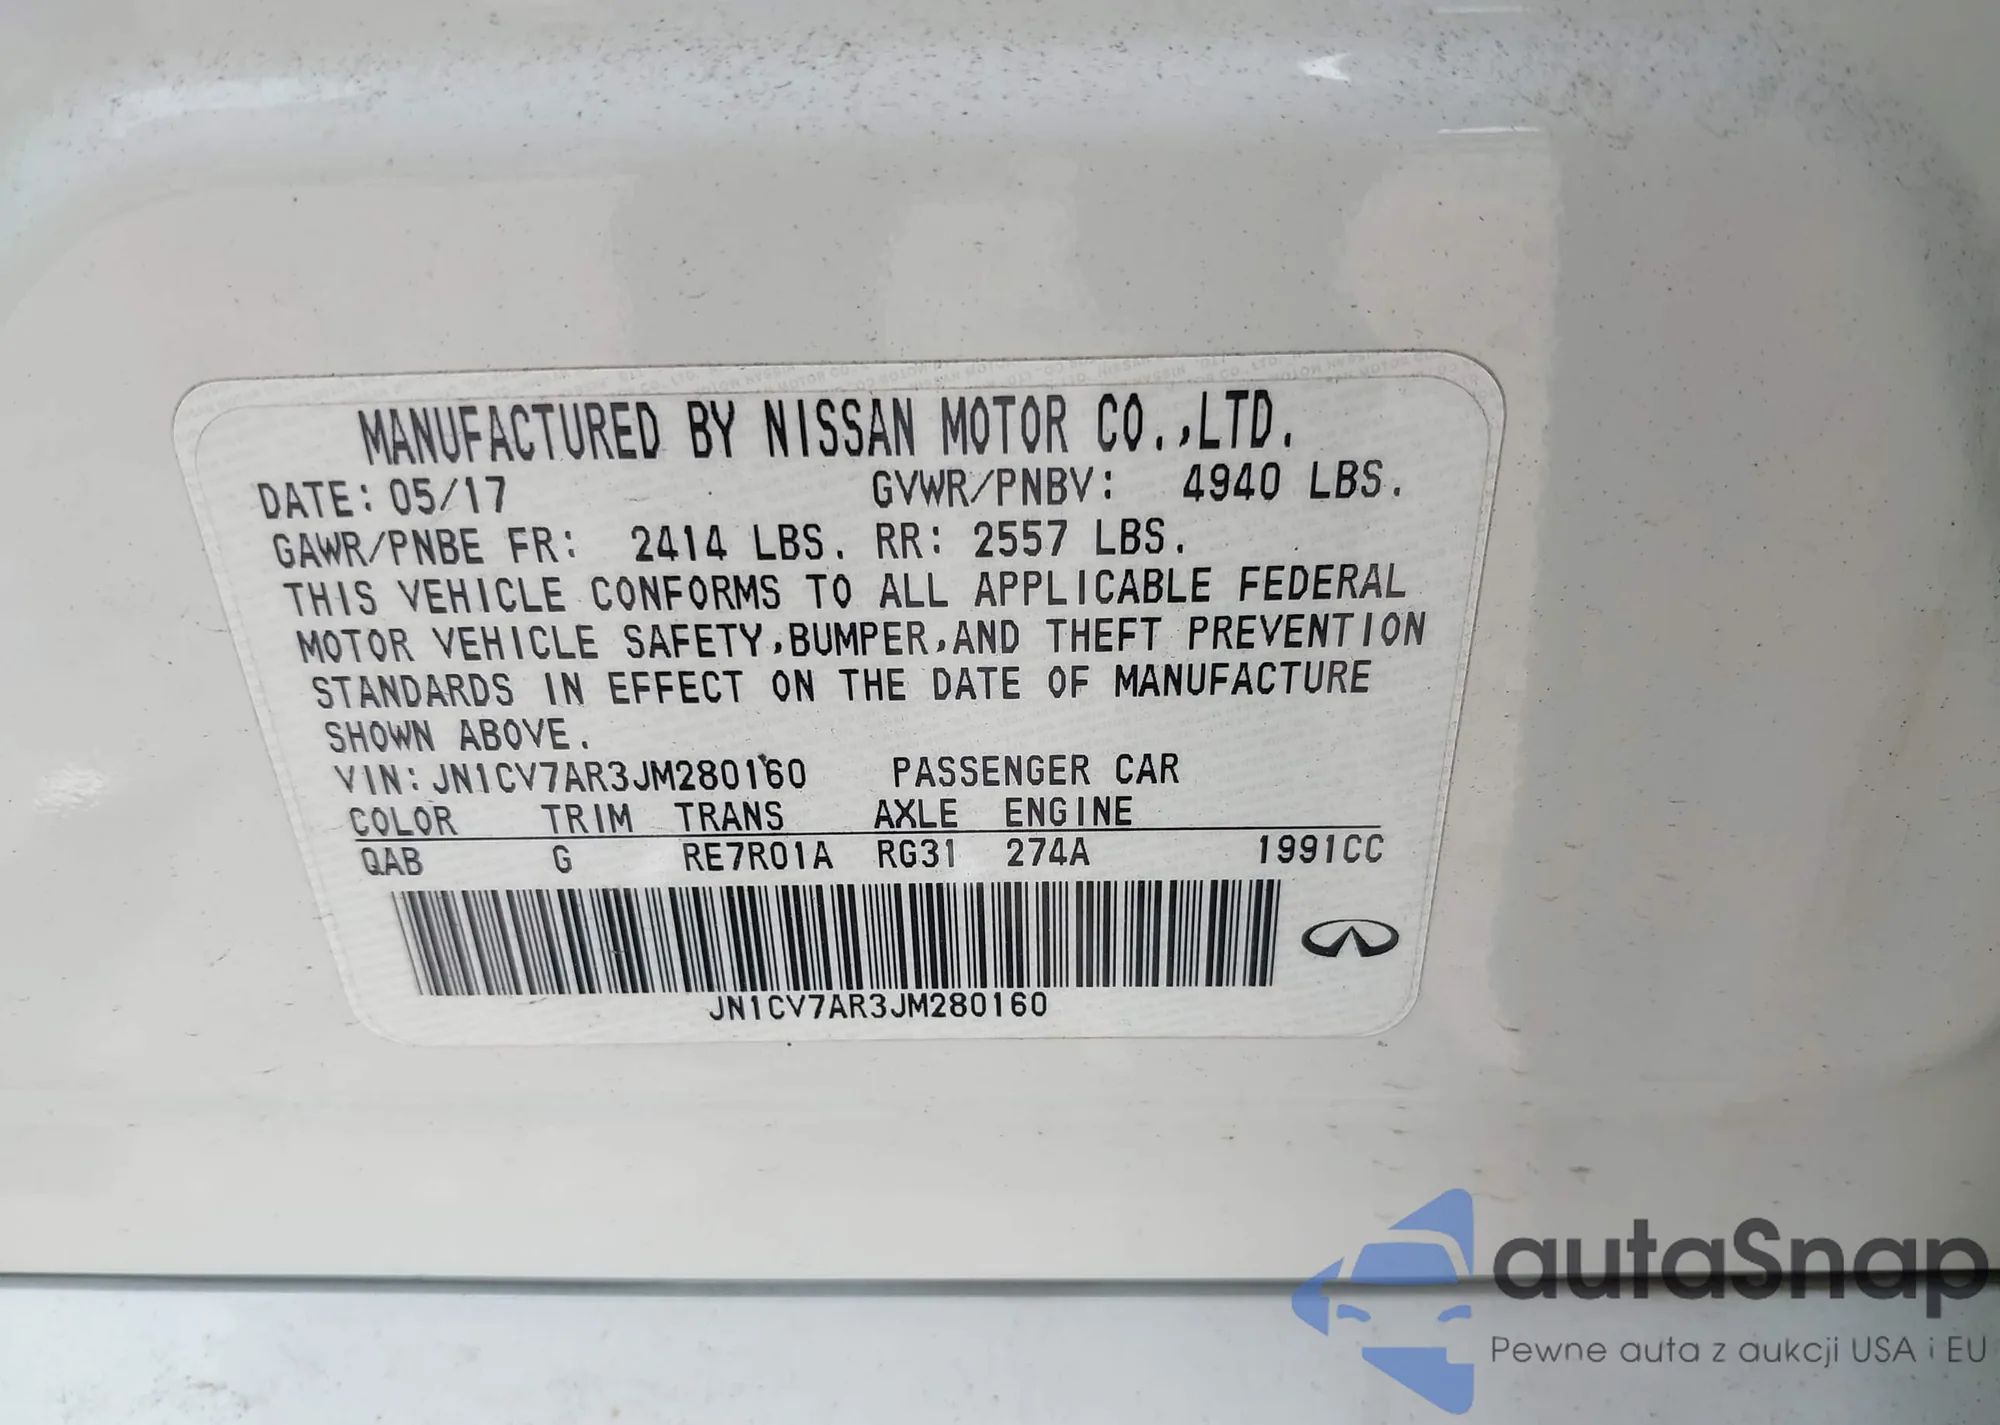 MANUFACTURED BY NISSAN MOTOR CO.,LTD.
DATE: 05/17 GVWR/PNBV: 4940 LBS.
GAWR/PNBE FR: 2414 LBS. RR: 2557 LBS.
THIS VEHICLE CONFORMS TO ALL APPLICABLE FEDERAL
MOTOR VEHICLE SAFETY,BUMPER,AND THEFT PREVENTION
STANDARDS IN EFFECT ON THE DATE OF MANUFACTURE
SHOWN ABOVE.
VIN: JN1CV7AR3JM280160 PASSENGER CAR
COLOR TRIM TRANS AXLE ENGINE
QAB G RE7R01A RG31 274A 1991CC
JN1CV7AR3JM280160
autaSnap
Pewne auta z aukcji USA i EU